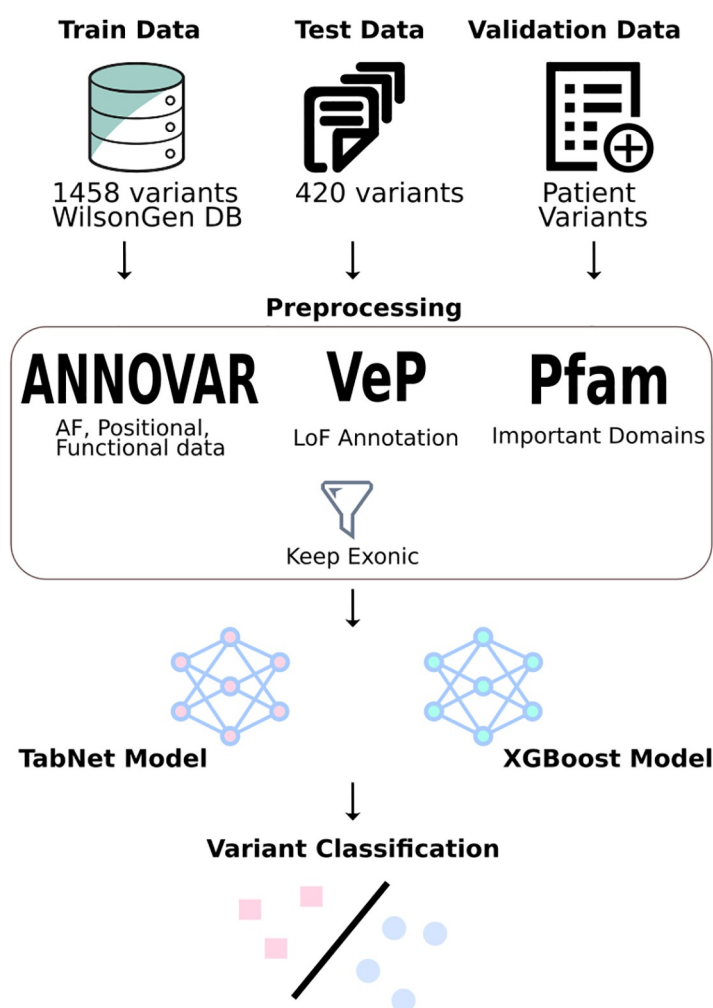 Train Data
Test Data
Validation Data
1458 variants
WilsonGen DB
420 variants
Patient
Variants
Preprocessing
ANNOVAR
AF, Positional,
Functional data
VeP
LoF Annotation
Pfam
Important Domains
Keep Exonic
TabNet Model
XGBoost Model
Variant Classification